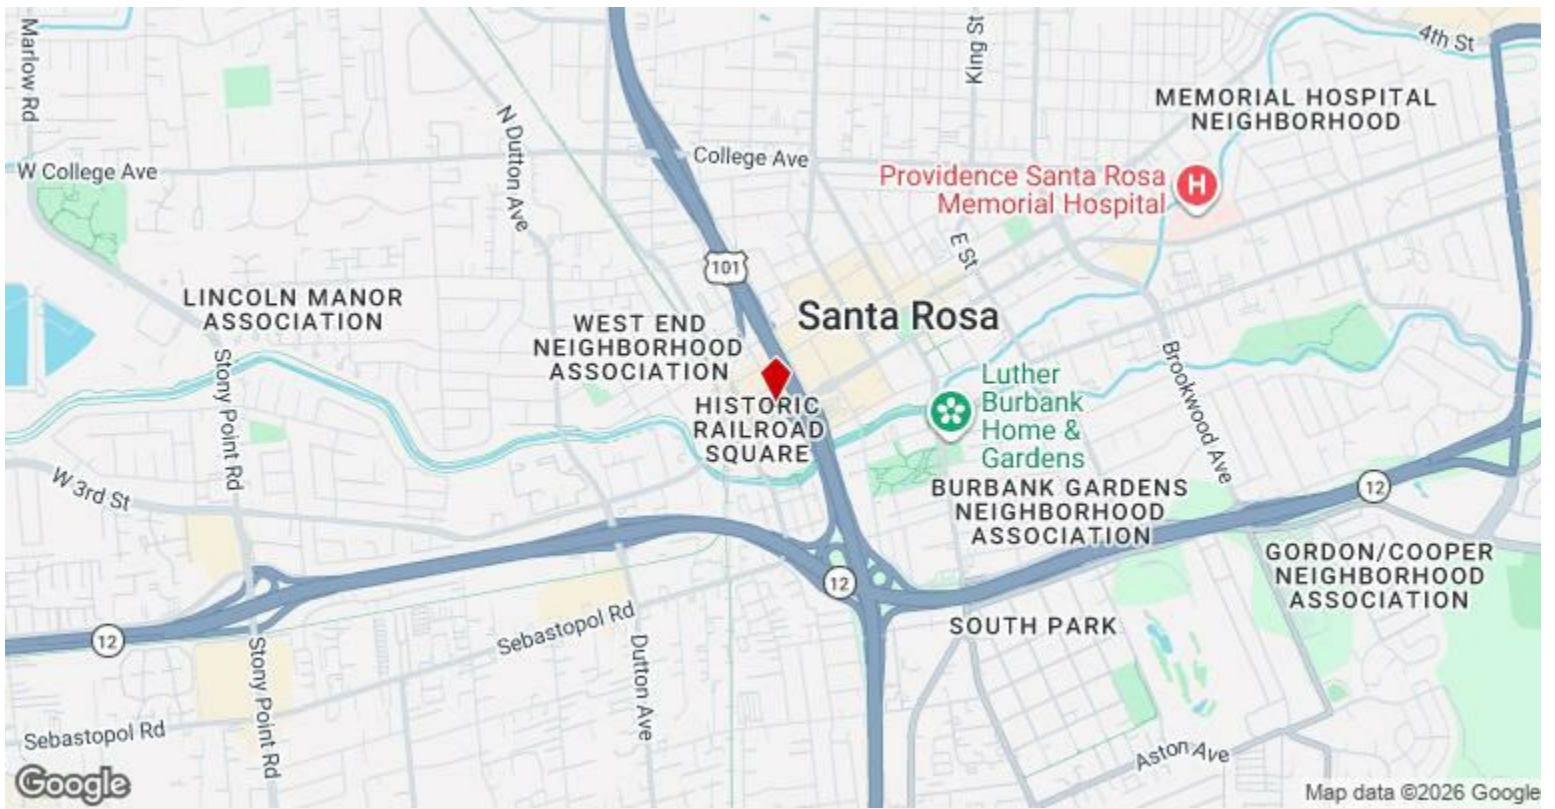 Marlow Rd
King St
4th St
MEMORIAL HOSPITAL
NEIGHBORHOOD
N Dutton Ave
College Ave
W College Ave
Providence Santa Rosa
Memorial Hospital
H
E St
101
LINCOLN MANOR
ASSOCIATION
Santa Rosa
WEST END
NEIGHBORHOOD
ASSOCIATION
Stony Point Rd
Brookwood Ave
Luther
Burbank
Home &
Gardens
HISTORIC
RAILROAD
SQUARE
W 3rd St
BURBANK GARDENS
NEIGHBORHOOD
ASSOCIATION
12
GORDON/COOPER
NEIGHBORHOOD
ASSOCIATION
12
SOUTH PARK
12
Sebastopol Rd
Stony Point Rd
Dutton Ave
Sebastopol Rd
Aston Ave
Google
Map data ©2026 Google